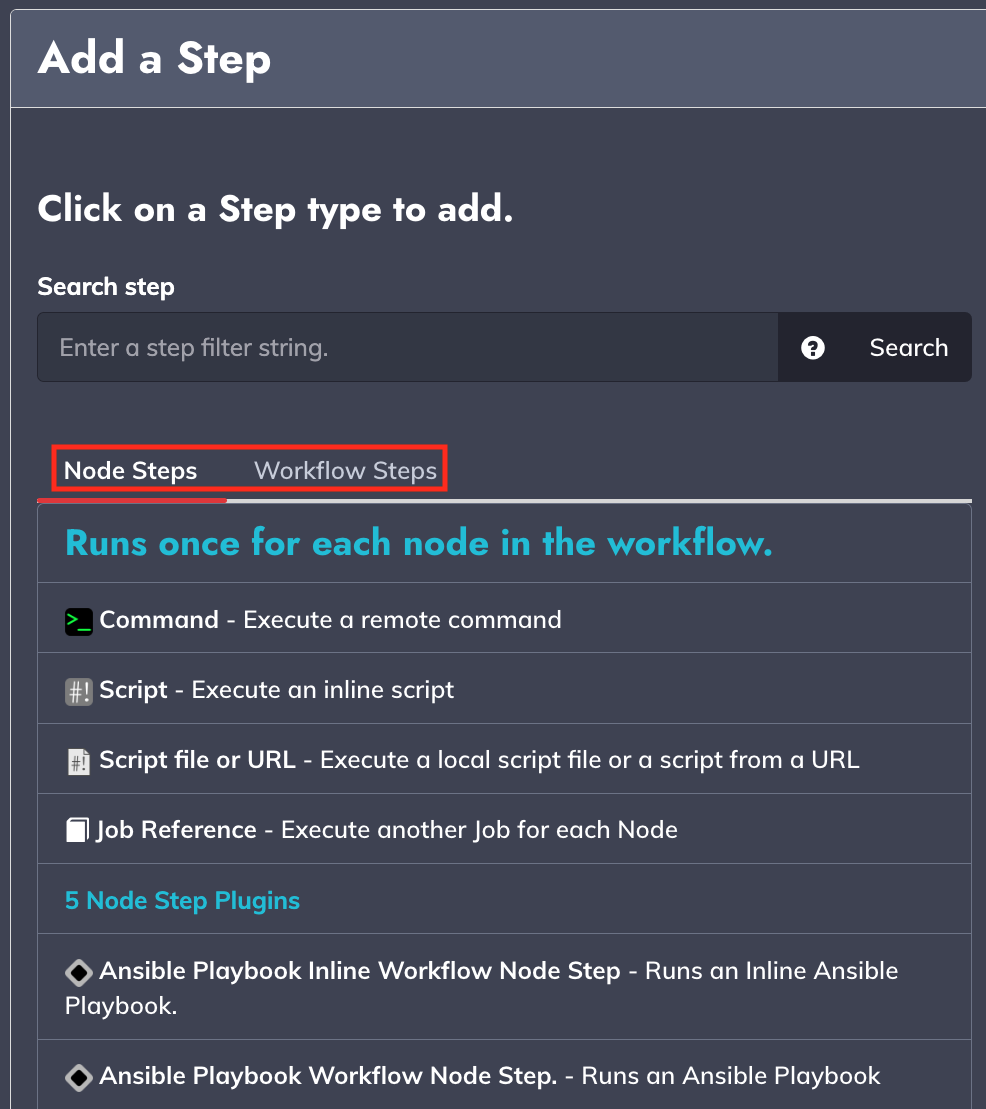 Add a Step
Click on a Step type to add.
Search step
Enter a step filter string.
Search
Node Steps
Workflow Steps
Runs once for each node in the workflow.
Command - Execute a remote command
Script - Execute an inline script
Script file or URL - Execute a local script file or a script from a URL
Job Reference - Execute another Job for each Node
5 Node Step Plugins
Ansible Playbook Inline Workflow Node Step - Runs an Inline Ansible
Playbook.
Ansible Playbook Workflow Node Step. - Runs an Ansible Playbook